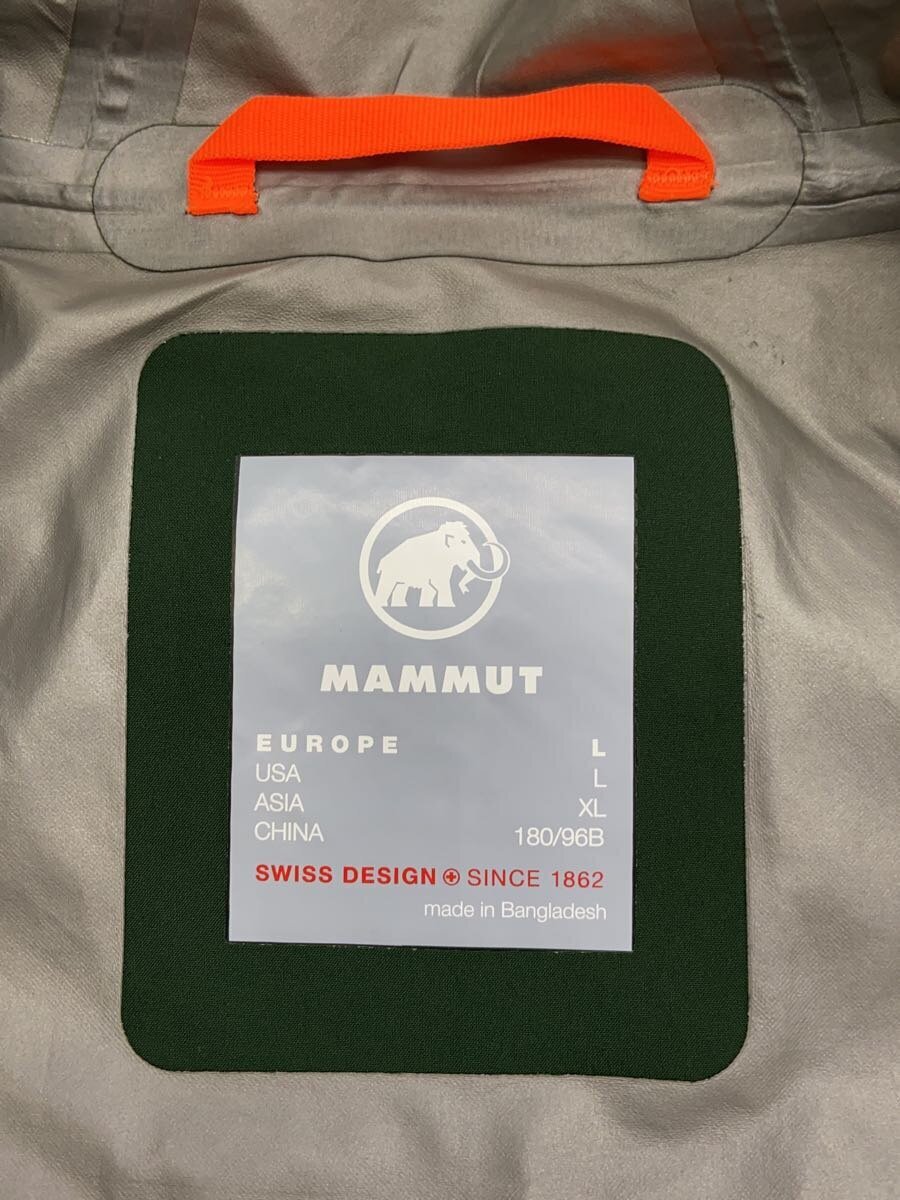 MAMMUT
EUROPE L
USA L
ASIA XL
CHINA 180/96B
SWISS DESIGN SINCE 1862
made in Bangladesh